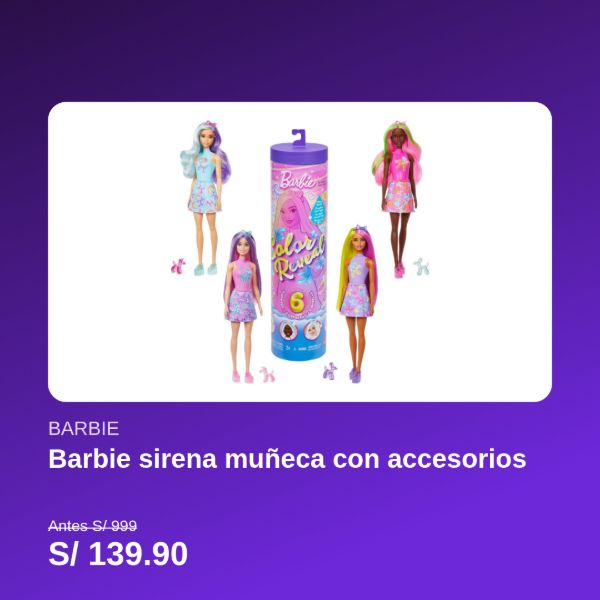 Barbie
Color
Reveal
6
BARBIE
Barbie sirena muñeca con accesorios
Antes S/ 999
S/ 139.90